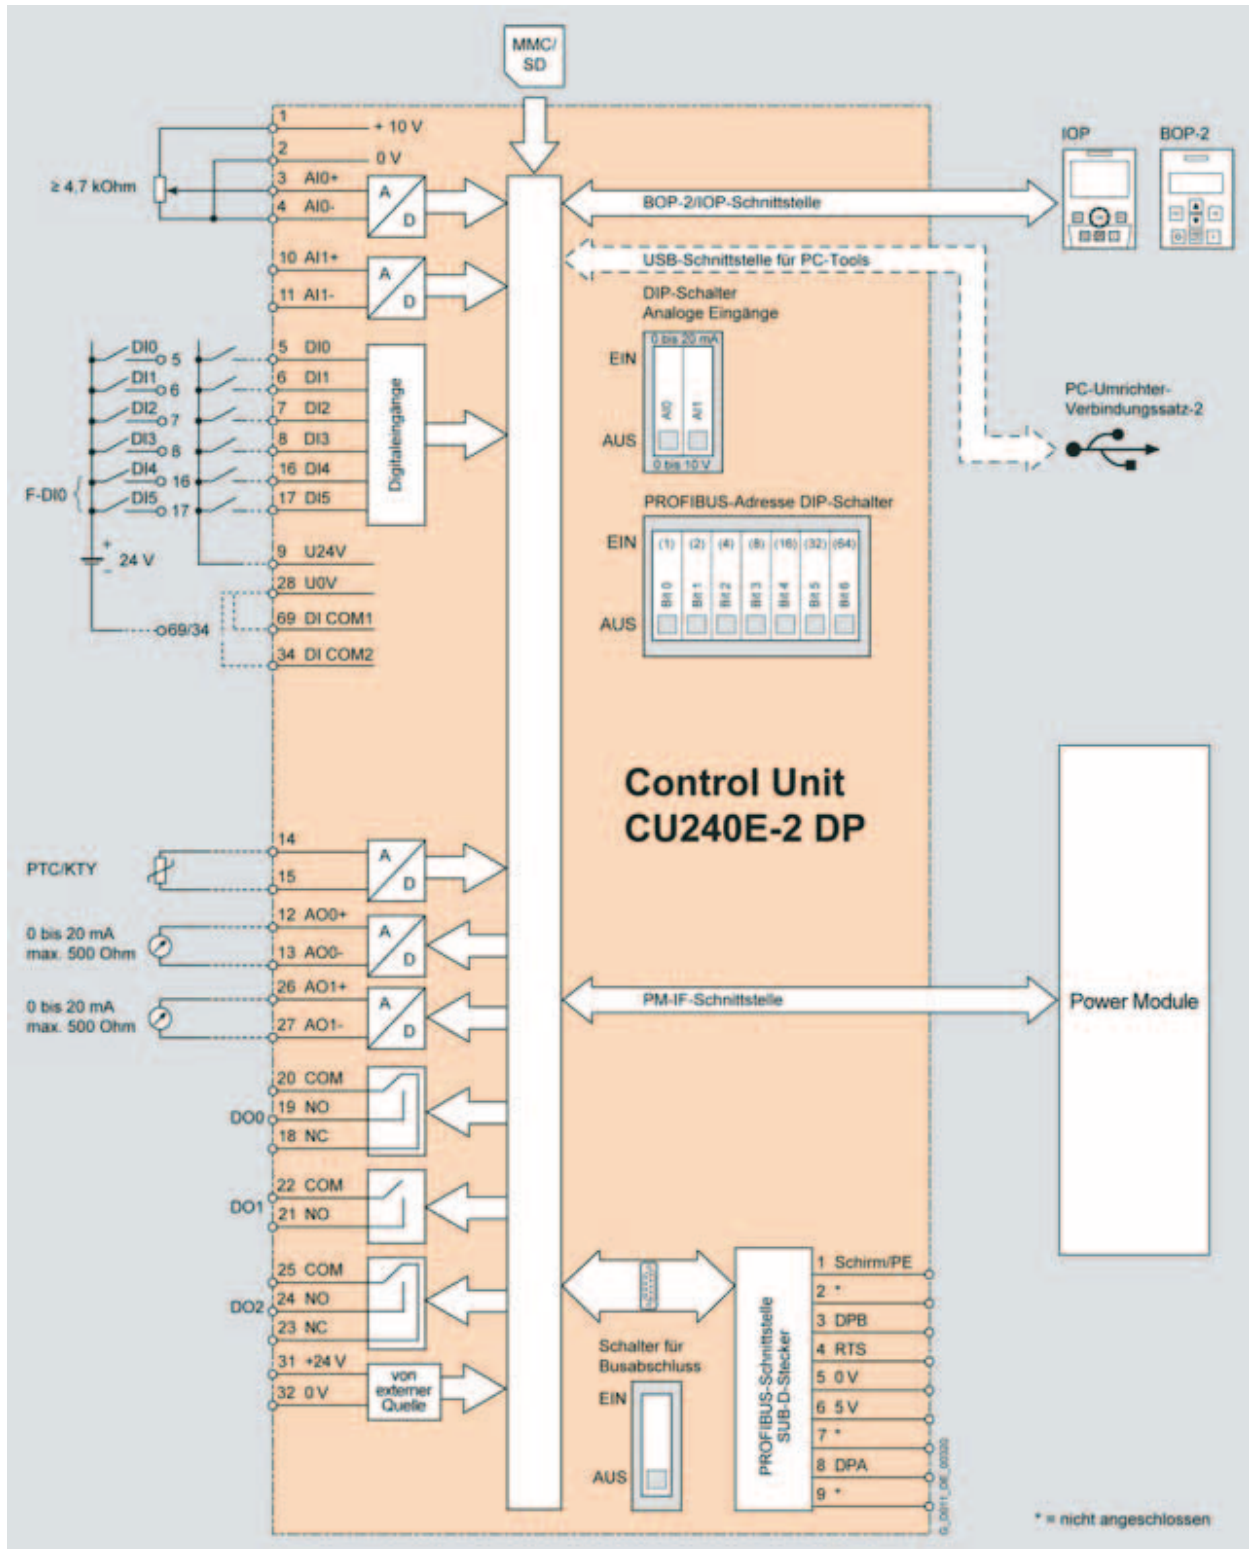 MMC/
SD
1
+ 10 V
2
0 V
≥ 4,7 kOhm
3 AI0+
4 AI0-
A
D
10 AI1+
11 AI1-
A
D
DI0 5
DI1 6
DI2 7
DI3 8
DI4 16
DI5 17
F-DI0
5 DI0
6 DI1
7 DI2
8 DI3
16 DI4
17 DI5
Digitaleingänge
+
24 V
–
69/34
9 U24V
28 U0V
69 DI COM1
34 DI COM2
IOP
BOP-2
BOP-2/IOP-Schnittstelle
USB-Schnittstelle für PC-Tools
DIP-Schalter
Analoge Eingänge
0 bis 20 mA
EIN
AI0 AI1
AUS
0 bis 10 V
PC-Umrichter-
Verbindungssatz-2
PROFIBUS-Adresse DIP-Schalter
EIN
(1) (2) (4) (8) (16) (32) (64)
Bit 0 Bit 1 Bit 2 Bit 3 Bit 4 Bit 5 Bit 6
AUS
Control Unit
CU240E-2 DP
PTC/KTY
14
15
A
D
0 bis 20 mA
max. 500 Ohm
12 AO0+
13 AO0-
A
D
0 bis 20 mA
max. 500 Ohm
26 AO1+
27 AO1-
A
D
PM-IF-Schnittstelle
Power Module
DO0
20 COM
19 NO
18 NC
DO1
22 COM
21 NO
DO2
25 COM
24 NO
23 NC
31 +24 V
32 0 V
von
externer
Quelle
Schalter für
Busabschluss
EIN
AUS
PROFIBUS-Schnittstelle
SUB-D-Stecker
1 Schirm/PE
2 *
3 DPB
4 RTS
5 0 V
6 5 V
7 *
8 DPA
9 *
G_D011_DE_00320
* = nicht angeschlossen